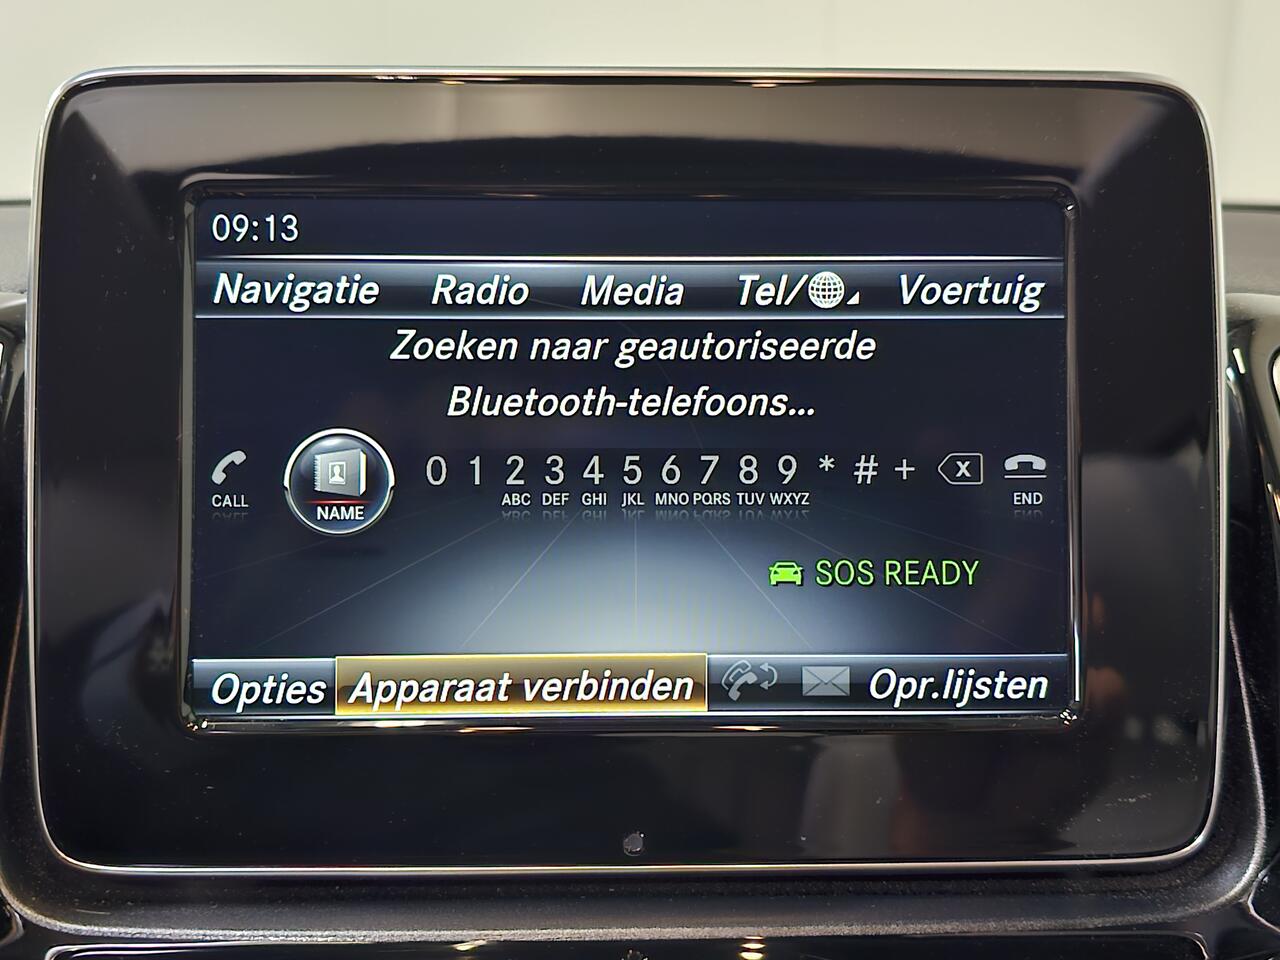 09:13
Navigatie Radio Media Tel/ Voertuig
Zoeken naar geautoriseerde
Bluetooth-telefoons...
0 1 2 3 4 5 6 7 8 9 * # + x
CALL NAME ABC DEF GHI JKL MNO PQRS TUV WXYZ END
SOS READY
Opties Apparaat verbinden Opr.lijsten